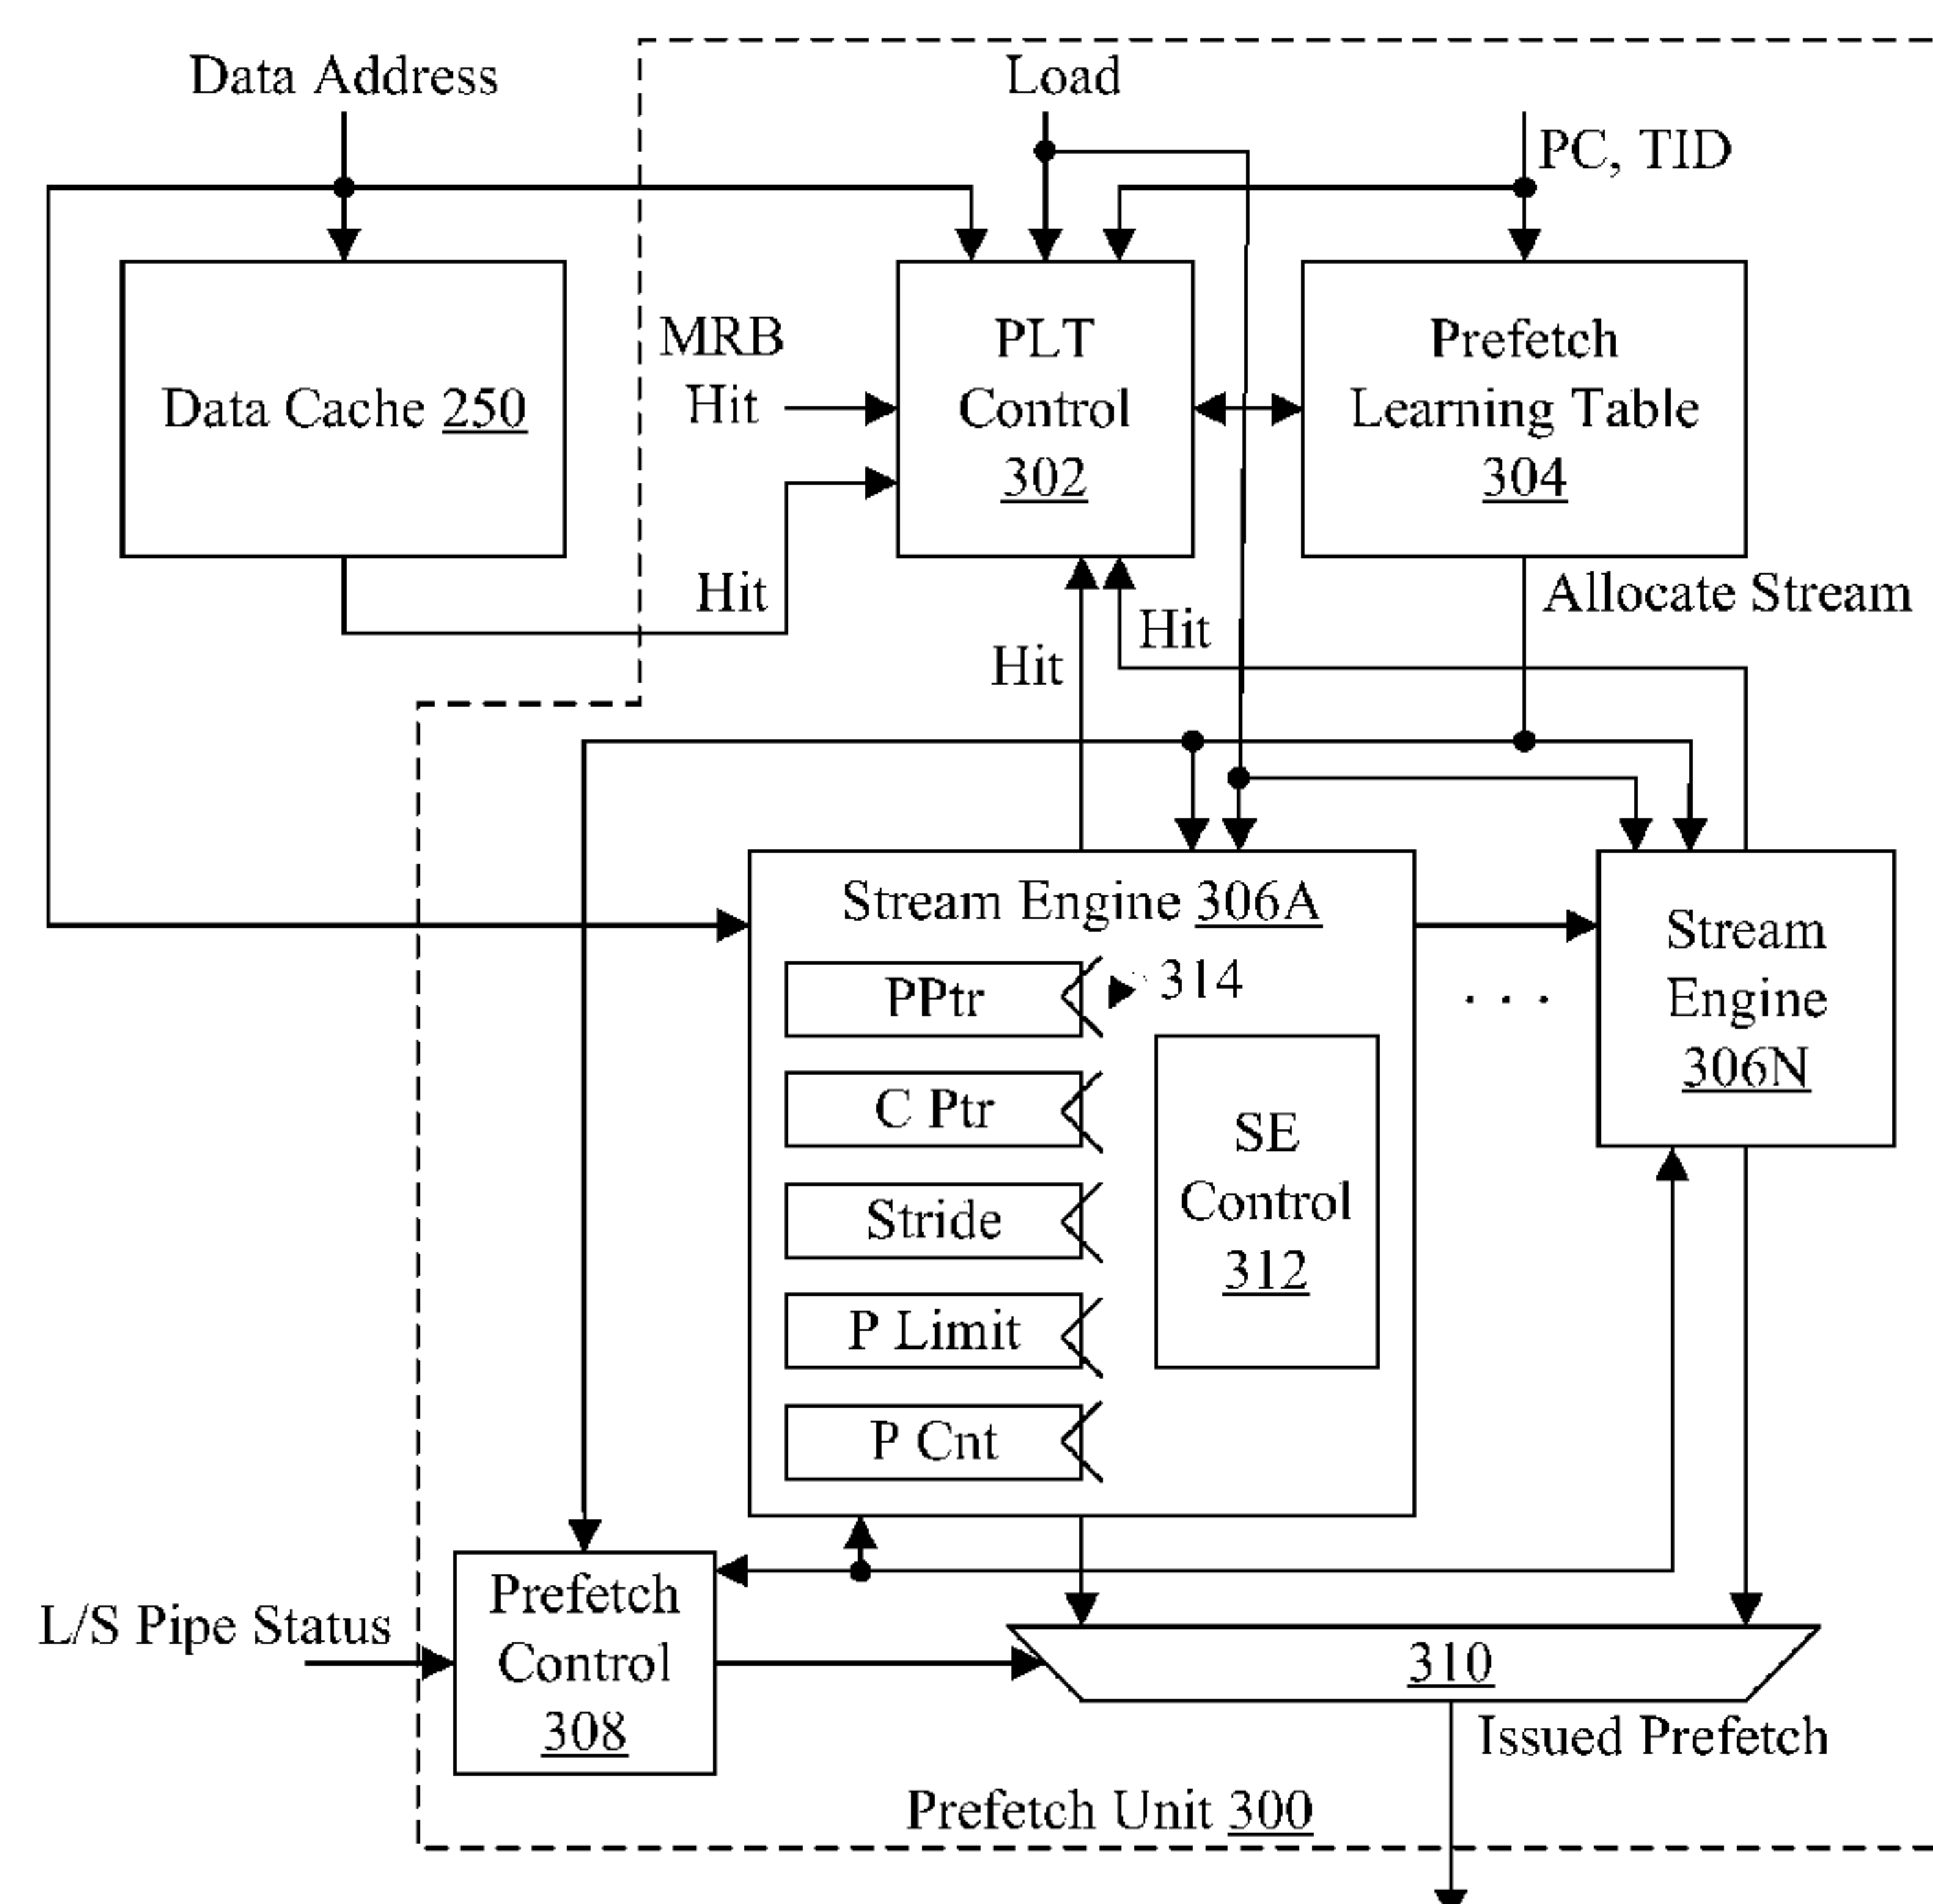 Data Address
Load
PC, TID
Data Cache 250
MRB
Hit
PLT
Control
302
Prefetch
Learning Table
304
Hit
Allocate Stream
Hit
Hit
Stream Engine 306A
314
PPtr
C Ptr
Stride
P Limit
P Cnt
SE
Control
312
. . .
Stream
Engine
306N
L/S Pipe Status
Prefetch
Control
308
310
Issued Prefetch
Prefetch Unit 300